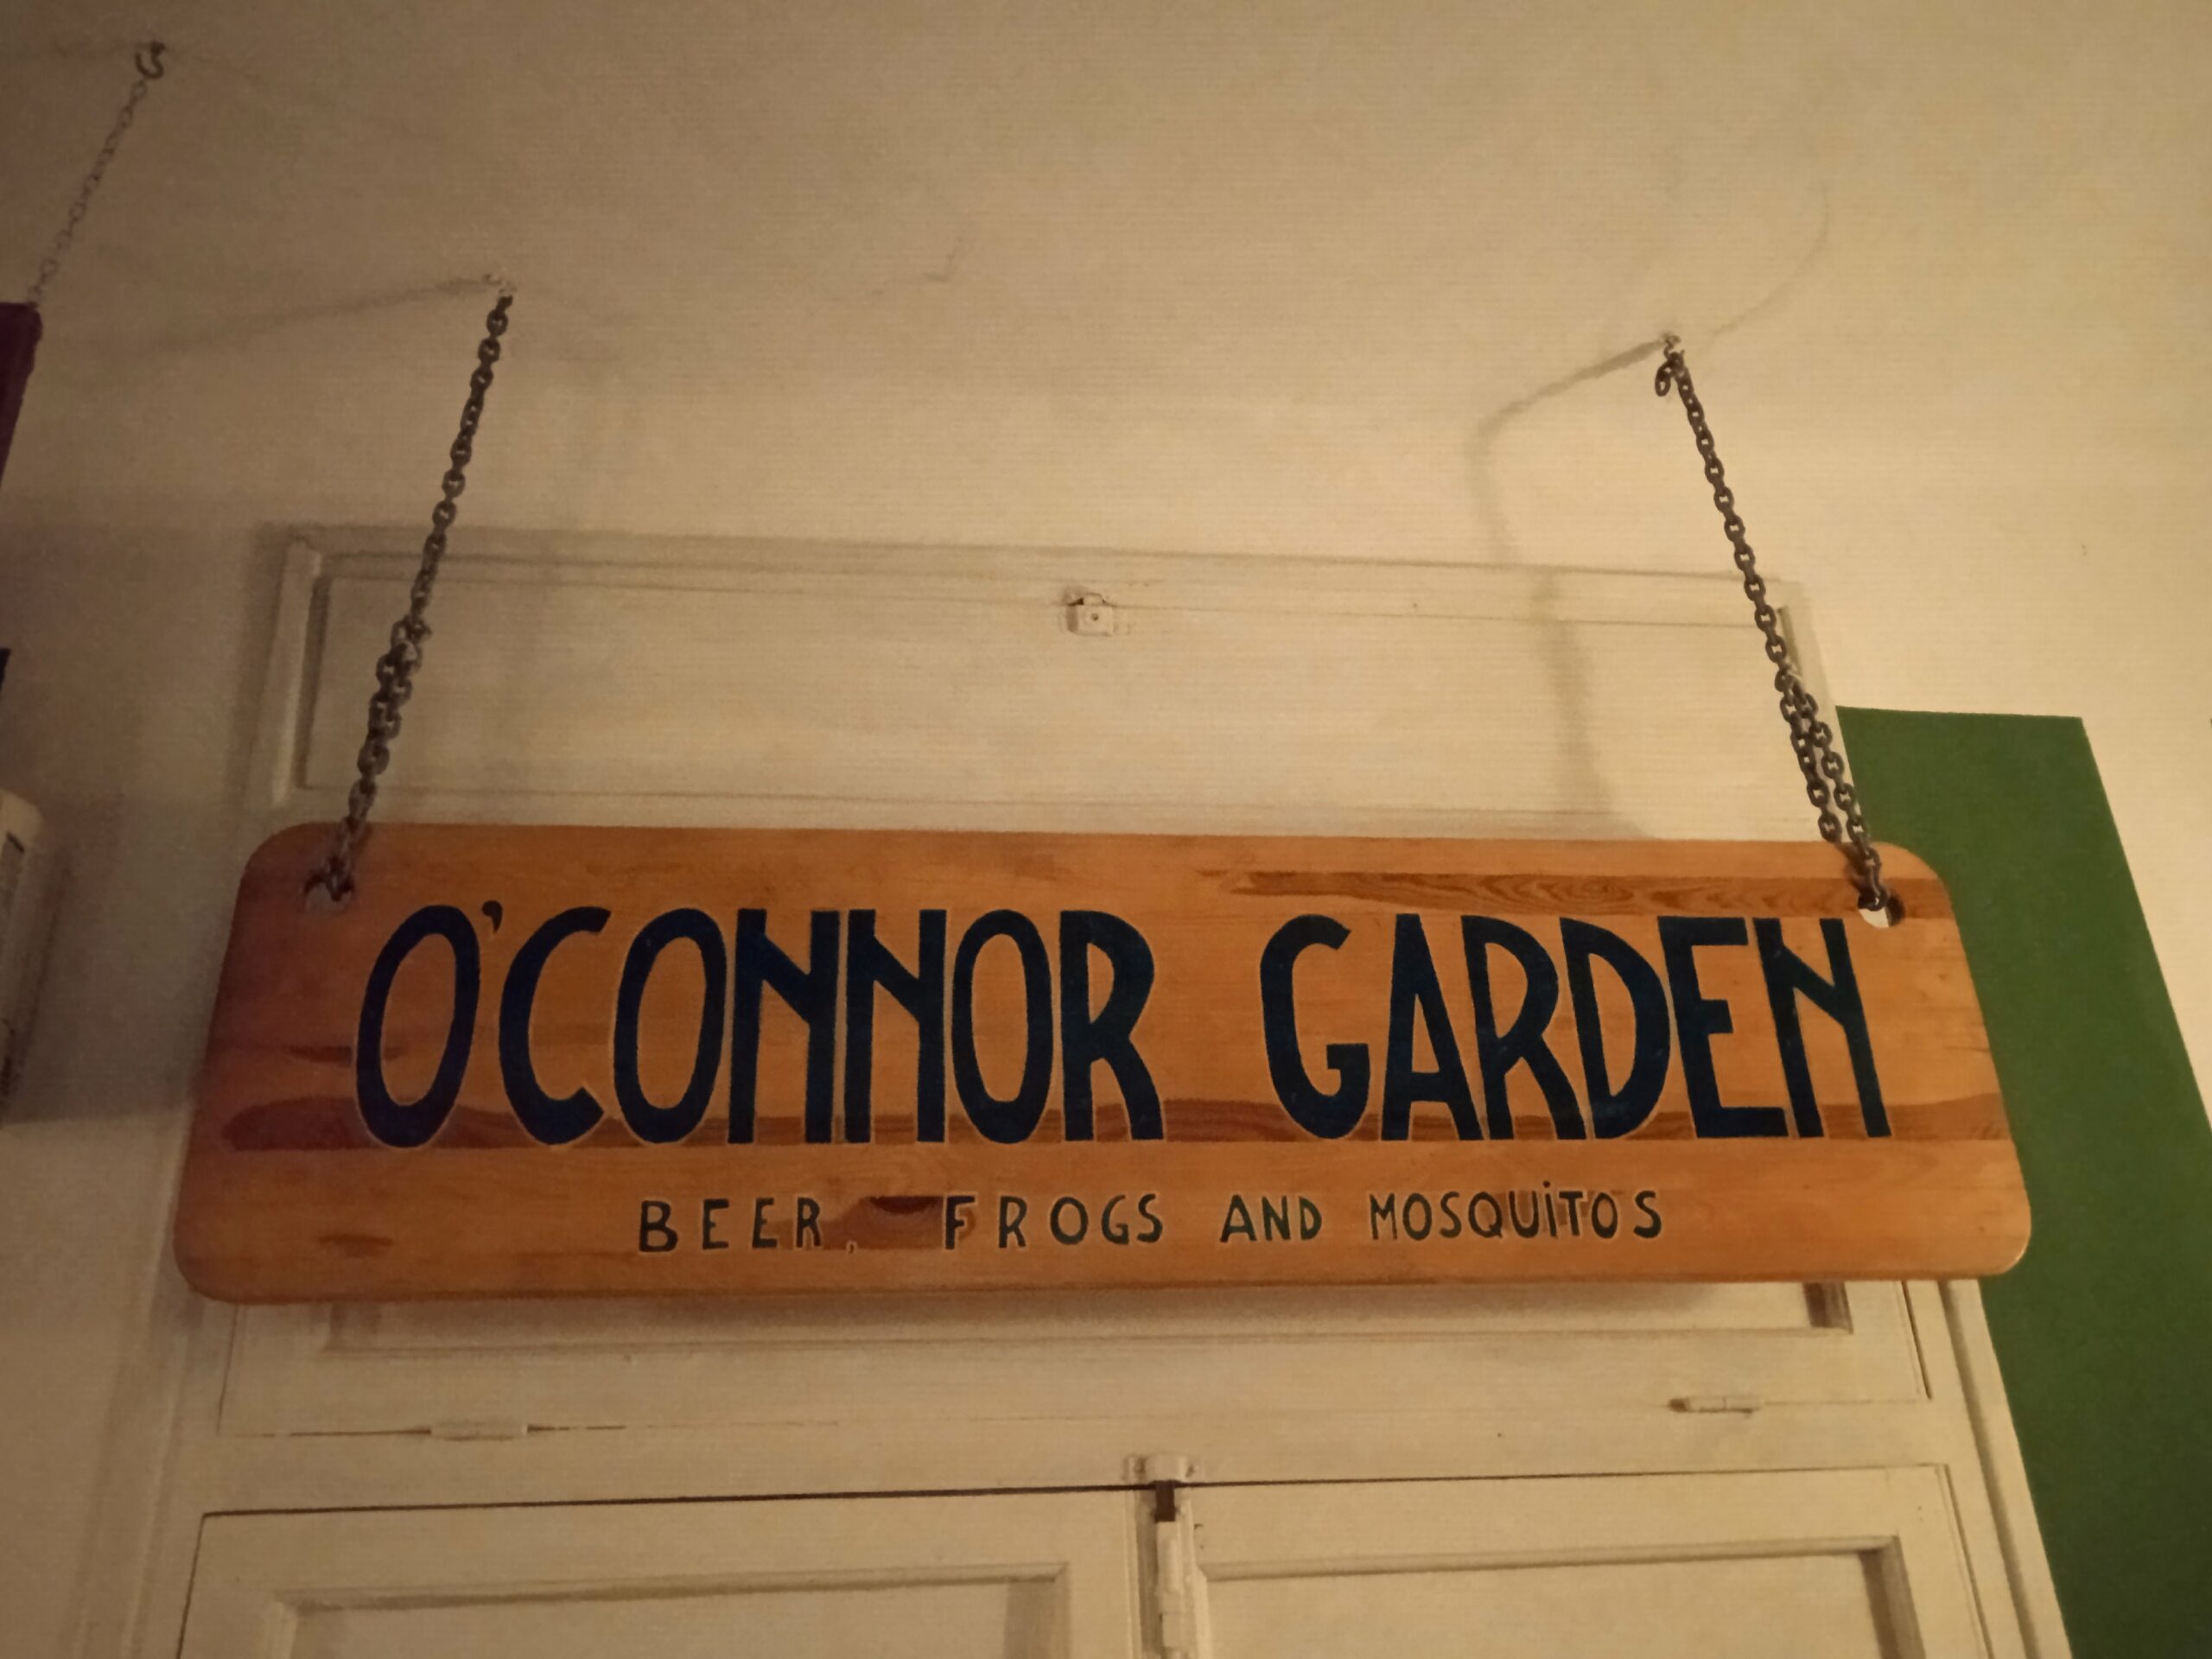 O'CONNOR GARDEN
BEER, FROGS AND MOSQUiTOS